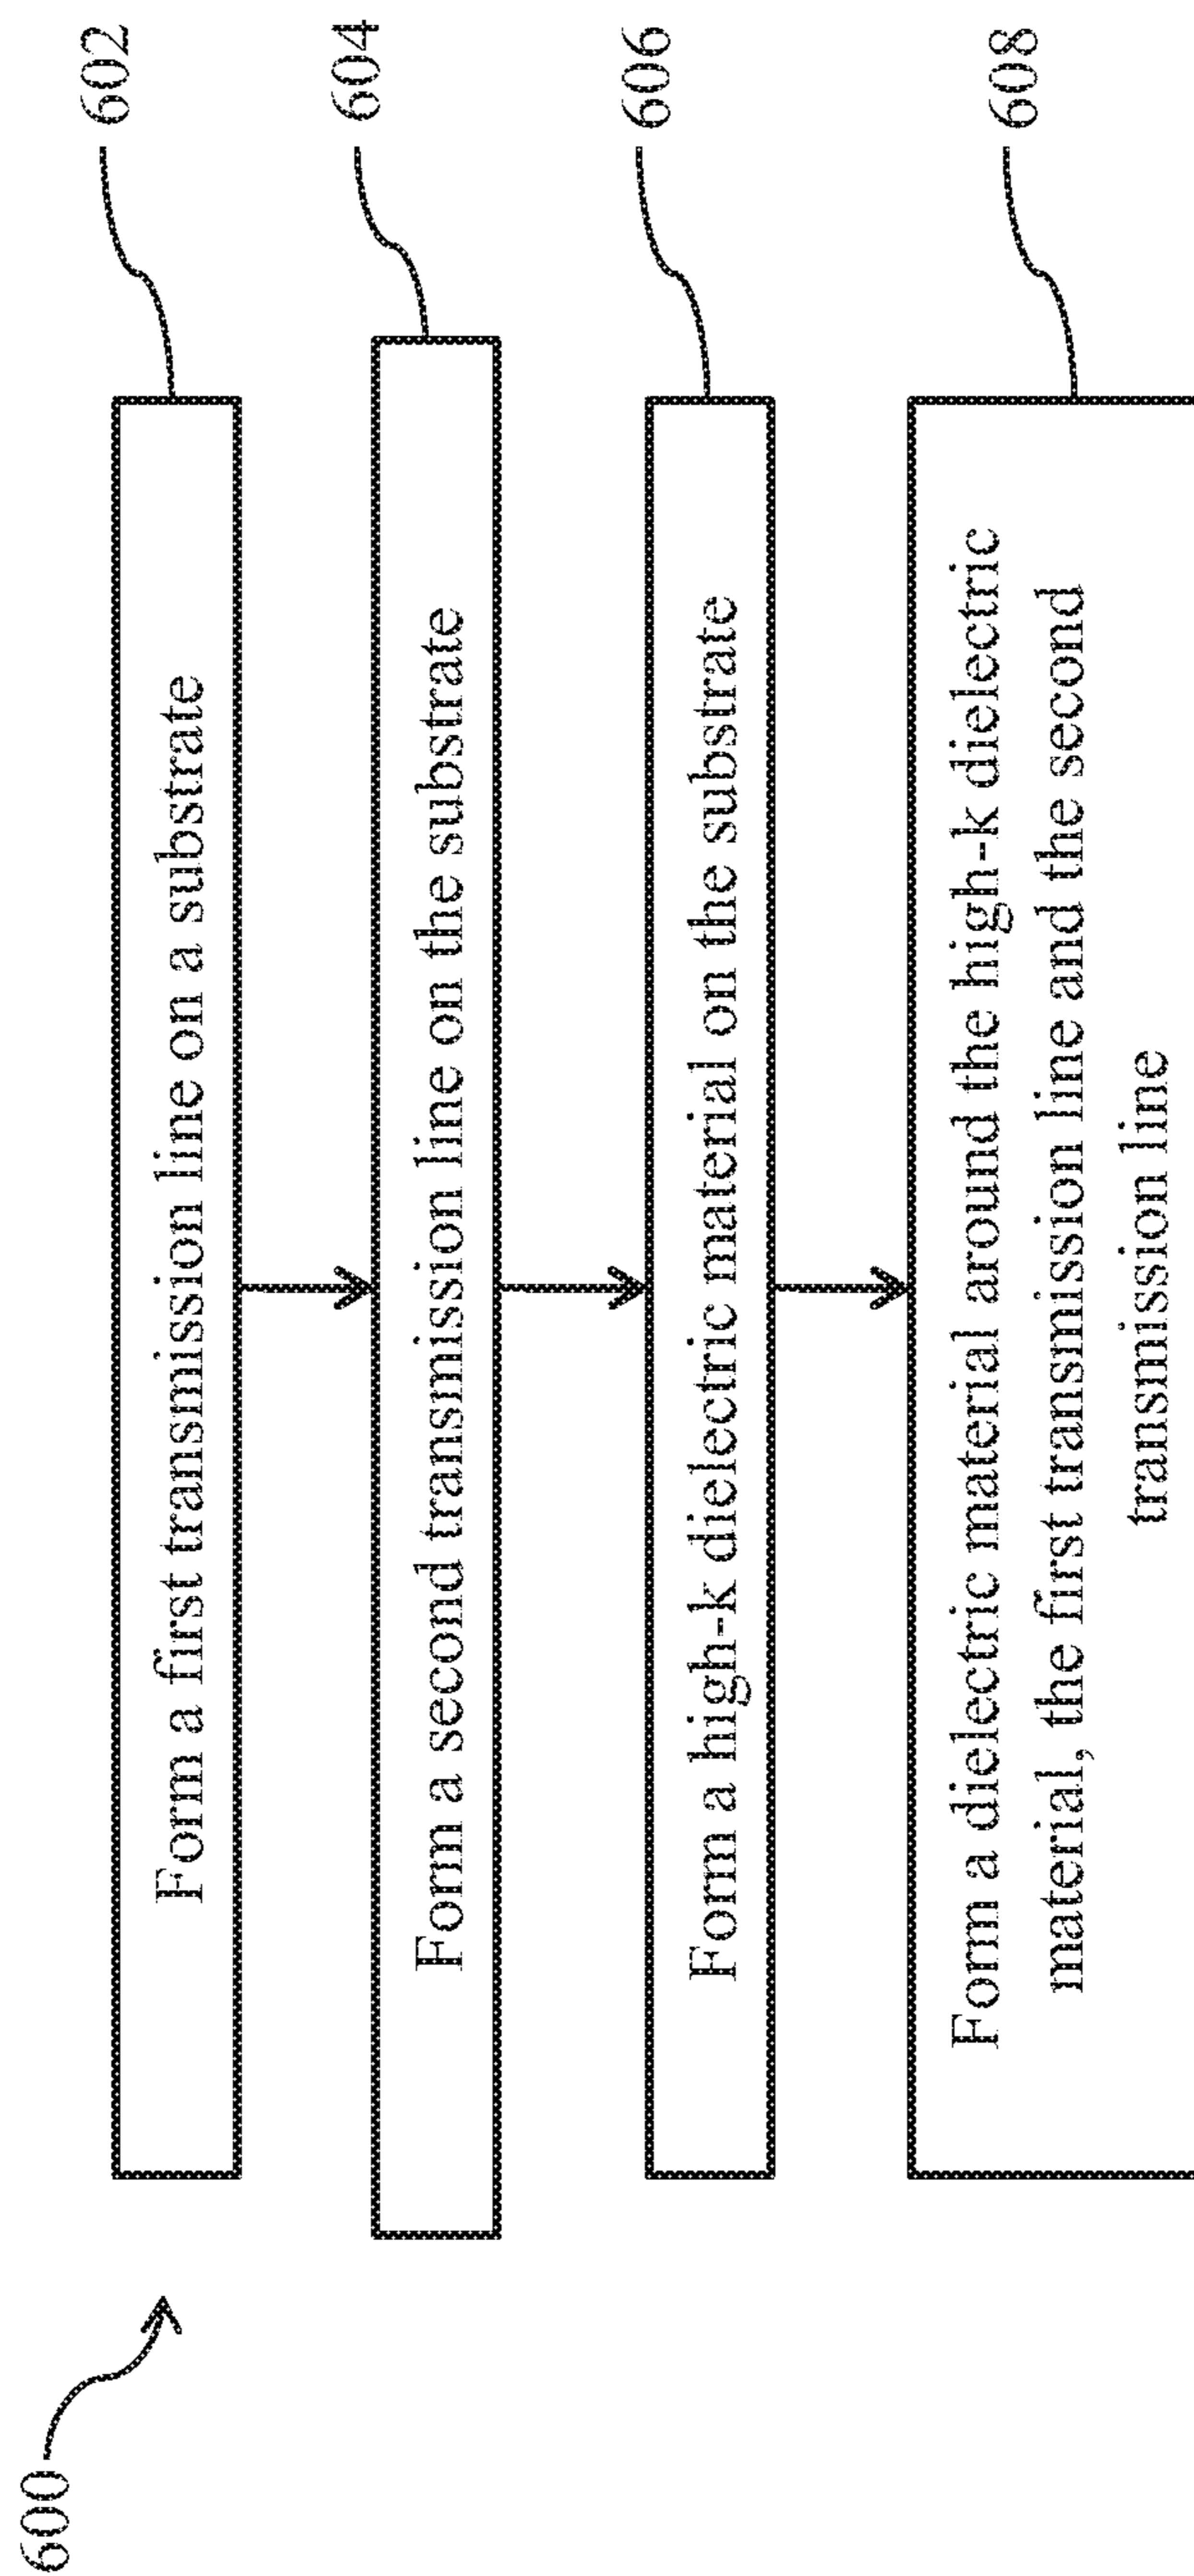 600
602
Form a first transmission line on a substrate
604
Form a second transmission line on the substrate
606
Form a high-k dielectric material on the substrate
608
Form a dielectric material around the high-k dielectric
material, the first transmission line and the second
transmission line